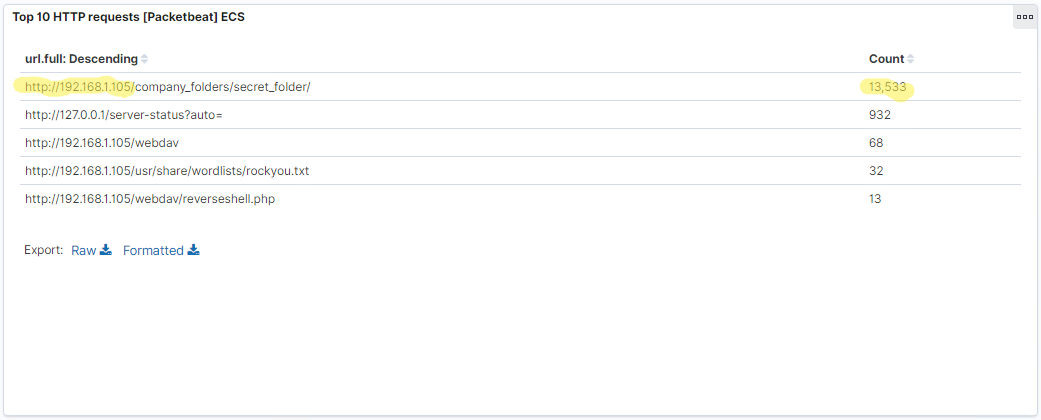 Top 10 HTTP requests [Packetbeat] ECS
url.full: Descending Count
http://192.168.1.105/company_folders/secret_folder/ 13,533
http://127.0.0.1/server-status?auto= 932
http://192.168.1.105/webdav 68
http://192.168.1.105/usr/share/wordlists/rockyou.txt 32
http://192.168.1.105/webdav/reverseshell.php 13
Export: Raw Formatted